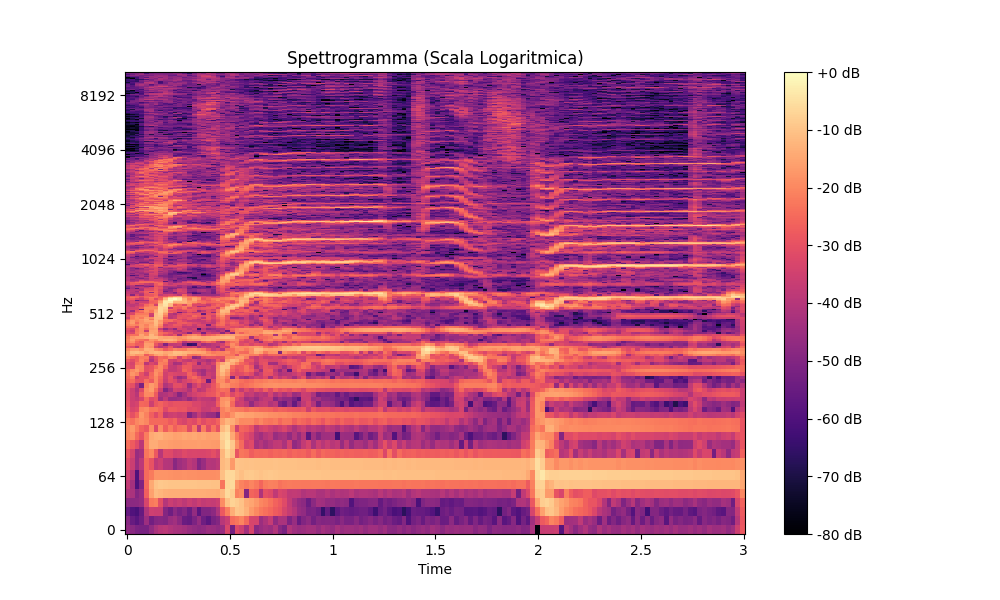 Spettrogramma (Scala Logaritmica)
Hz
8192
4096
2048
1024
512
256
128
64
0
0 0.5 1 1.5 2 2.5 3
Time
+0 dB
-10 dB
-20 dB
-30 dB
-40 dB
-50 dB
-60 dB
-70 dB
-80 dB